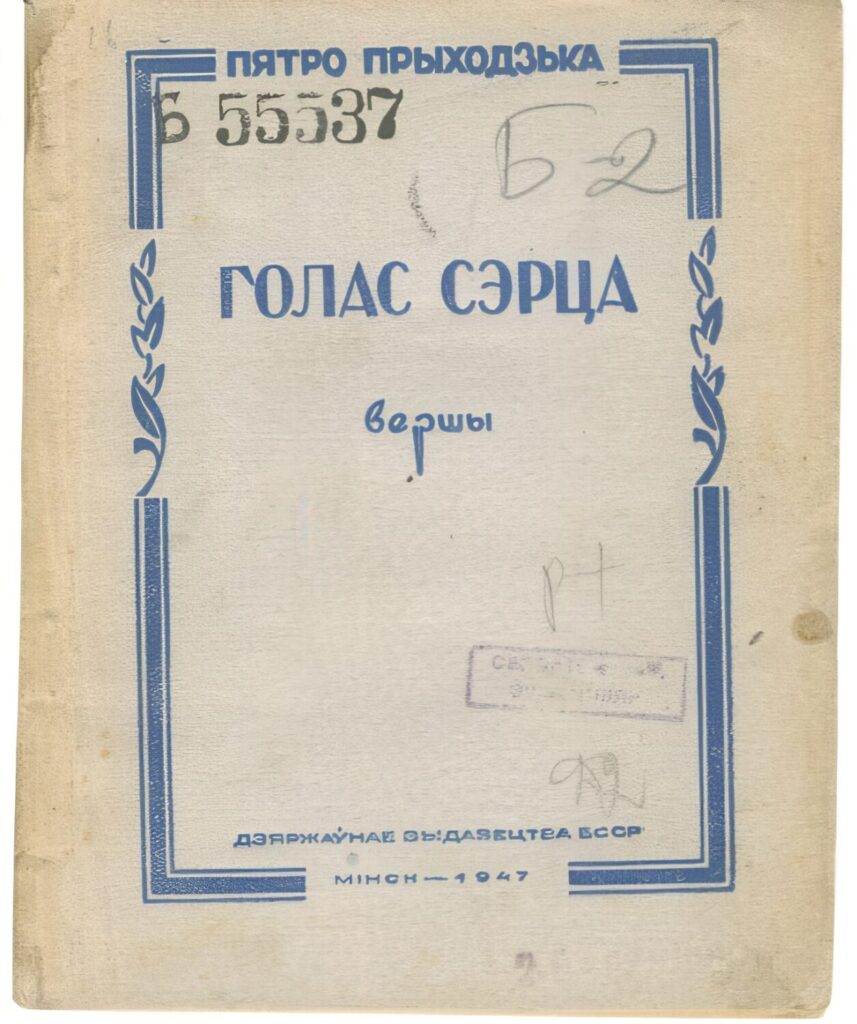 ПЯТРО ПРЫХОДЗЬКА
Б 55537
Б-2
ГОЛАС СЭРЦА
вершы
р+
ДЗЯРЖАЎНАЕ ВЫДАВЕЦТВА БССР
МІНСК — 1947